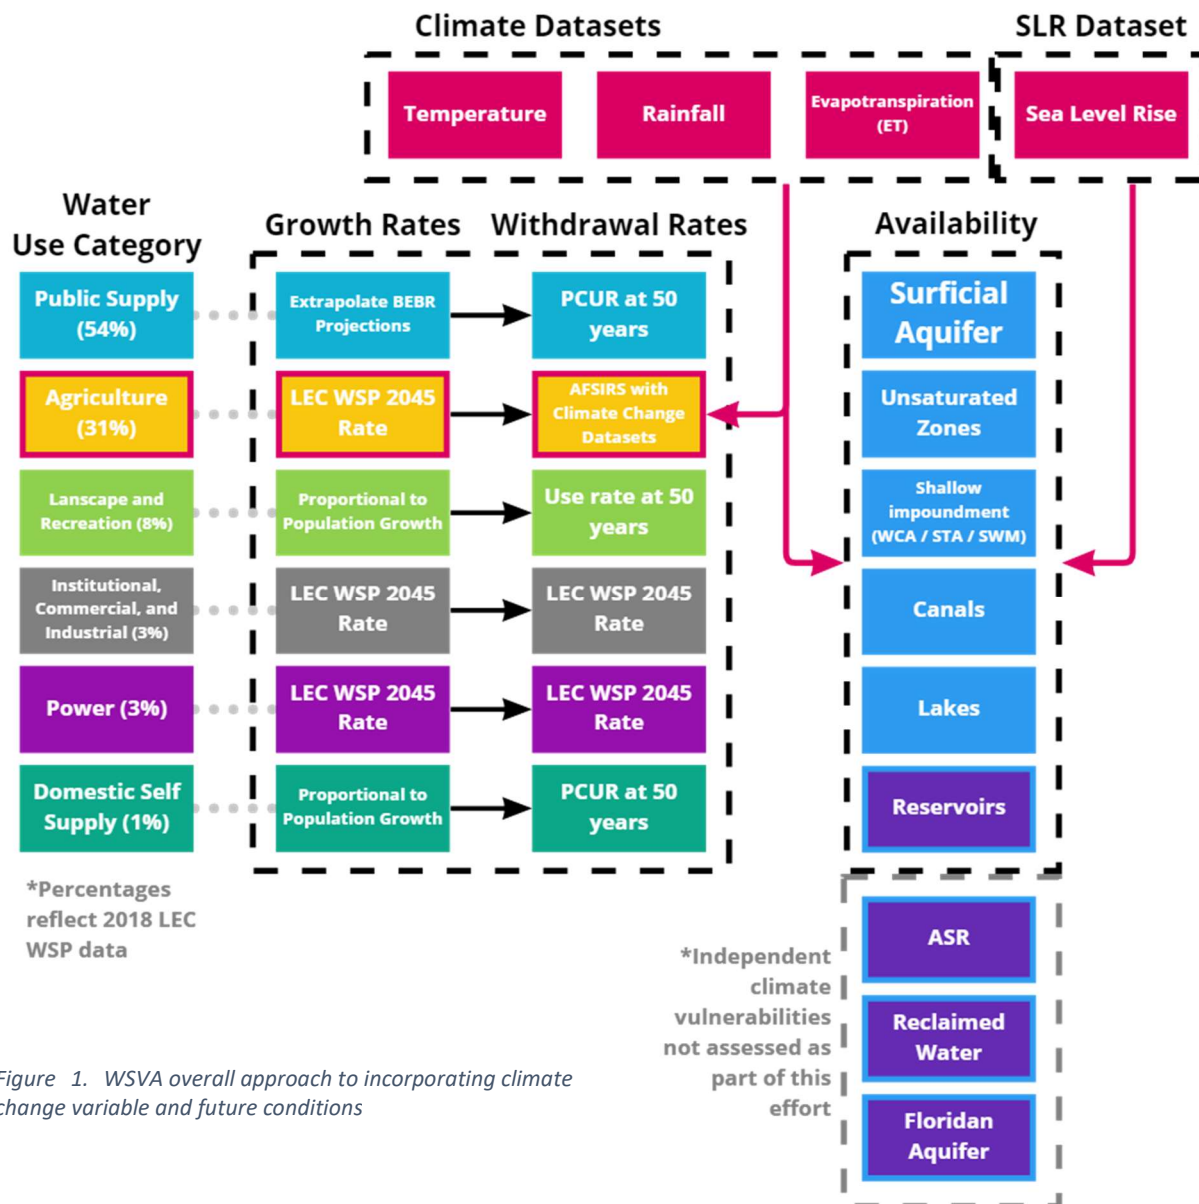 Climate Datasets
SLR Dataset
Temperature
Rainfall
Evapotranspiration
(ET)
Sea Level Rise
Water
Use Category
Growth Rates
Withdrawal Rates
Availability
Public Supply
(54%)
Extrapolate BEBR
Projections
PCUR at 50
years
Surficial
Aquifer
Agriculture
(31%)
LEC WSP 2045
Rate
AFSIRS with
Climate Change
Datasets
Unsaturated
Zones
Lanscape and
Recreation (8%)
Proportional to
Population Growth
Use rate at 50
years
Shallow
impoundment
(WCA / STA / SWM)
Institutional,
Commercial, and
Industrial (3%)
LEC WSP 2045
Rate
LEC WSP 2045
Rate
Canals
Power (3%)
LEC WSP 2045
Rate
LEC WSP 2045
Rate
Lakes
Domestic Self
Supply (1%)
Proportional to
Population Growth
PCUR at 50
years
Reservoirs
*Percentages
reflect 2018 LEC
WSP data
*Independent
climate
vulnerabilities
not assessed as
part of this
effort
ASR
Reclaimed
Water
Floridan
Aquifer
Figure 1. WSVA overall approach to incorporating climate
change variable and future conditions